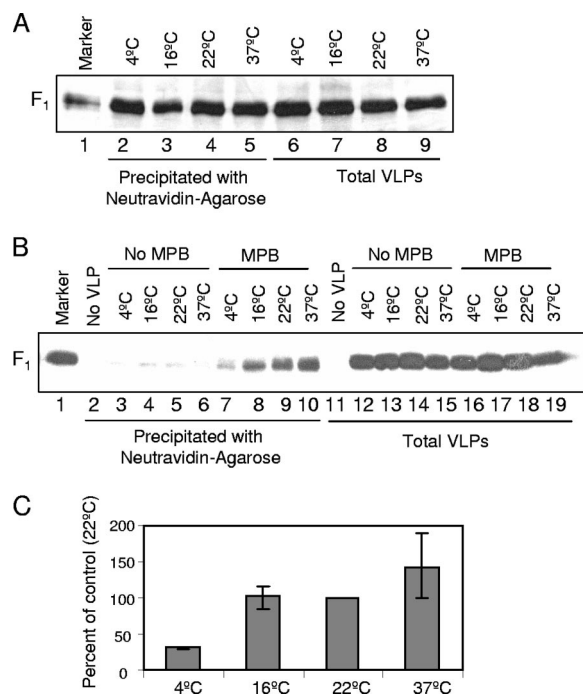 A
Marker
4ºC
16ºC
22ºC
37ºC
4ºC
16ºC
22ºC
37ºC
F1
1 2 3 4 5 6 7 8 9
Precipitated with Neutravidin-Agarose
Total VLPs
B
No MPB
MPB
No MPB
MPB
Marker
No VLP
4ºC
16ºC
22ºC
37ºC
4ºC
16ºC
22ºC
37ºC
No VLP
4ºC
16ºC
22ºC
37ºC
4ºC
16ºC
22ºC
37ºC
F1
1 2 3 4 5 6 7 8 9 10 11 12 13 14 15 16 17 18 19
Precipitated with
Neutravidin-Agarose
Total VLPs
C
Percent of control (22ºC)
200
150
100
50
0
4ºC 16ºC 22ºC 37ºC